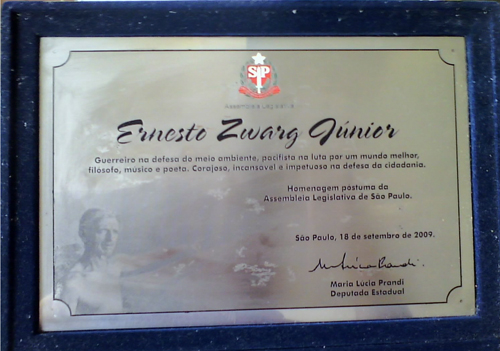 SP
Assembleia Legislativa
Ernesto Zwarg Júnior
Guerreiro na defesa do meio ambiente, pacifista na luta por um mundo melhor,
filósofo, músico e poeta. Corajoso, incansável e impetuoso na defesa da cidadania.
Homenagem póstuma da
Assembleia Legislativa de São Paulo.
São Paulo, 18 de setembro de 2009.
Maria Lucia Prandi
Deputada Estadual